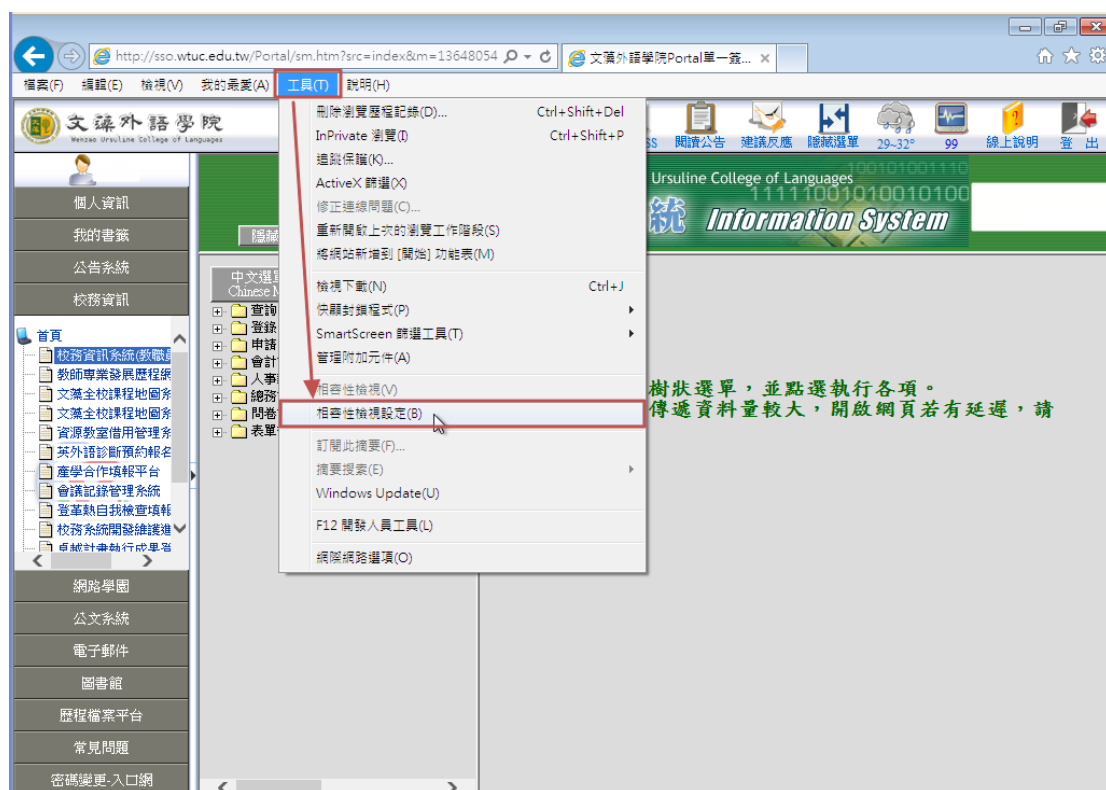 http://sso.wtuc.edu.tw/Portal/sm.htm?src=index&m=13648054
文藻外語學院Portal單一簽...
檔案(F) 編輯(E) 檢視(V) 我的最愛(A) 工具(T) 說明(H)
文藻外語學院
Wenzao Ursuline College of Languages
SS 閱讀公告 建議反應 隱藏選單 29~32° 99 線上說明 登 出
刪除瀏覽歷程記錄(D)... Ctrl+Shift+Del
InPrivate 瀏覽(I) Ctrl+Shift+P
追蹤保護(K)...
ActiveX 篩選(X)
修正連線問題(C)...
重新開啟上次的瀏覽工作階段(S)
將網站新增到 [開始] 功能表(M)
檢視下載(N) Ctrl+J
快顯封鎖程式(P)
SmartScreen 篩選工具(T)
管理附加元件(A)
相容性檢視(V)
相容性檢視設定(B)
訂閱此摘要(F)...
摘要搜索(E)
Windows Update(U)
F12 開發人員工具(L)
網際網路選項(O)
Ursuline College of Languages
100101001110
11111001010010100
統 Information System
隱藏
個人資訊
我的書籤
公告系統
校務資訊
首頁
校務資訊系統(教職員
教師專業發展歷程網
文藻全校課程地圖系
文藻全校課程地圖系
資源教室借用管理系
英外語診斷預約報名
產學合作填報平台
會議記錄管理系統
登革熱自我檢查填報
校務系統開發維護進
卓越計畫執行成果
網路學園
公文系統
電子郵件
圖書館
歷程檔案平台
常見問題
密碼變更-入口網
中文選單
Chinese
查詢
登錄
申請
會計
人事
總務
問卷
表單
樹狀選單,並點選執行各項。
傳遞資料量較大,開啟網頁若有延遲,請